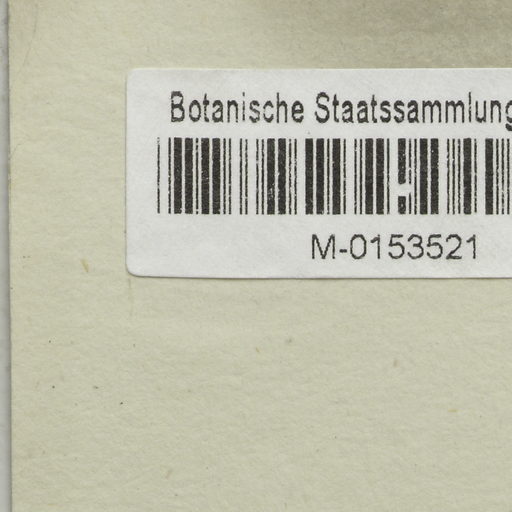 Botanische Staatssammlung
M-0153521